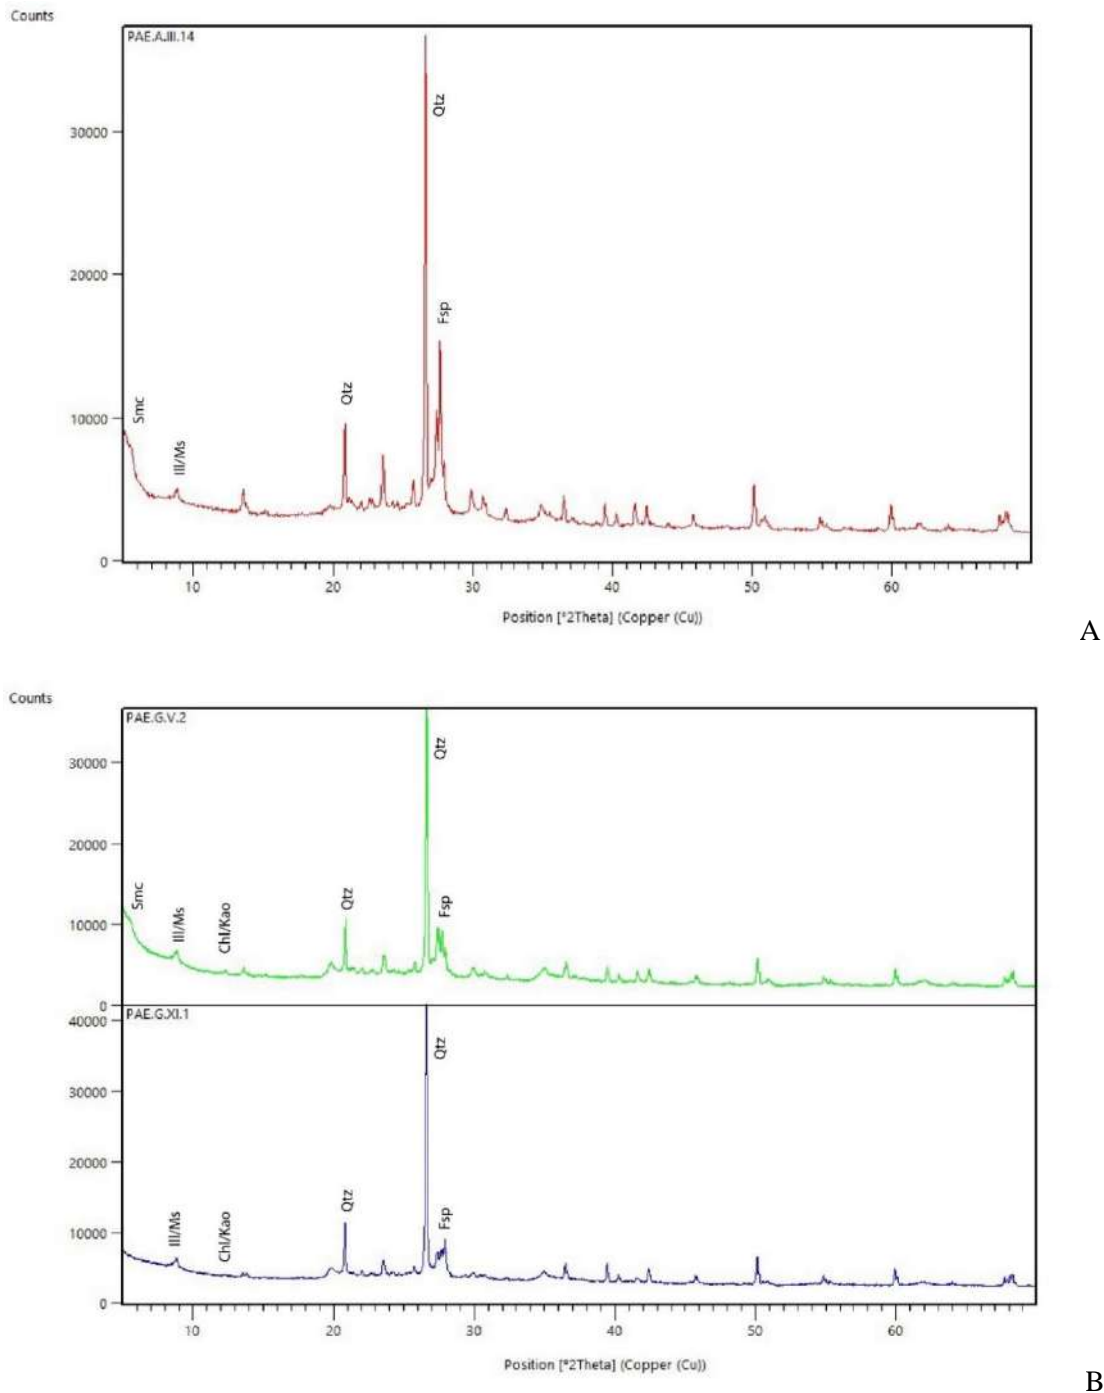 Counts
PAE.A.III.14
Qtz
30000
20000
Fsp
Qtz
10000
Smc
Ill/Ms
0
10 20 30 40 50 60
Position [°2Theta] (Copper (Cu))
A
Counts
PAE.G.V.2
Qtz
30000
20000
Smc
Ill/Ms
Chl/Kao
Qtz
Fsp
10000
0
PAE.G.XI.1
40000
Qtz
30000
20000
Ill/Ms
Chl/Kao
Qtz
Fsp
10000
0
10 20 30 40 50 60
Position [°2Theta] (Copper (Cu))
B